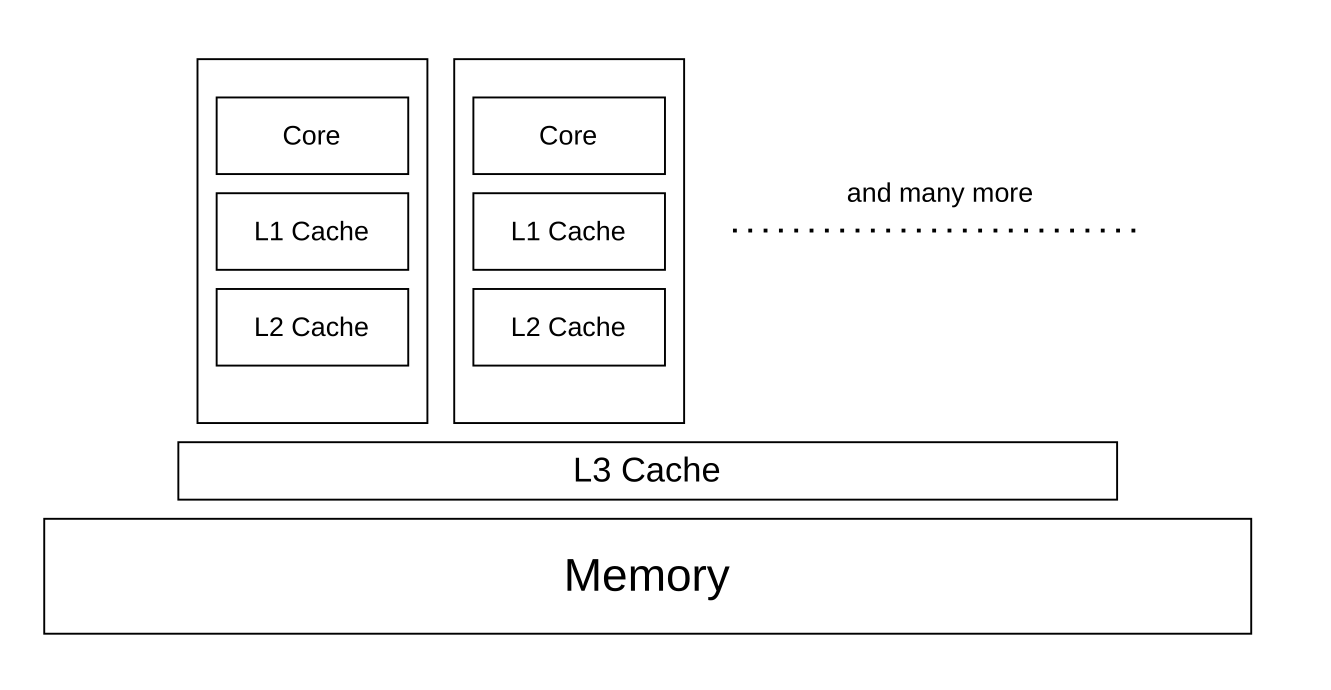 Core
L1 Cache
L2 Cache
Core
L1 Cache
L2 Cache
and many more
L3 Cache
Memory